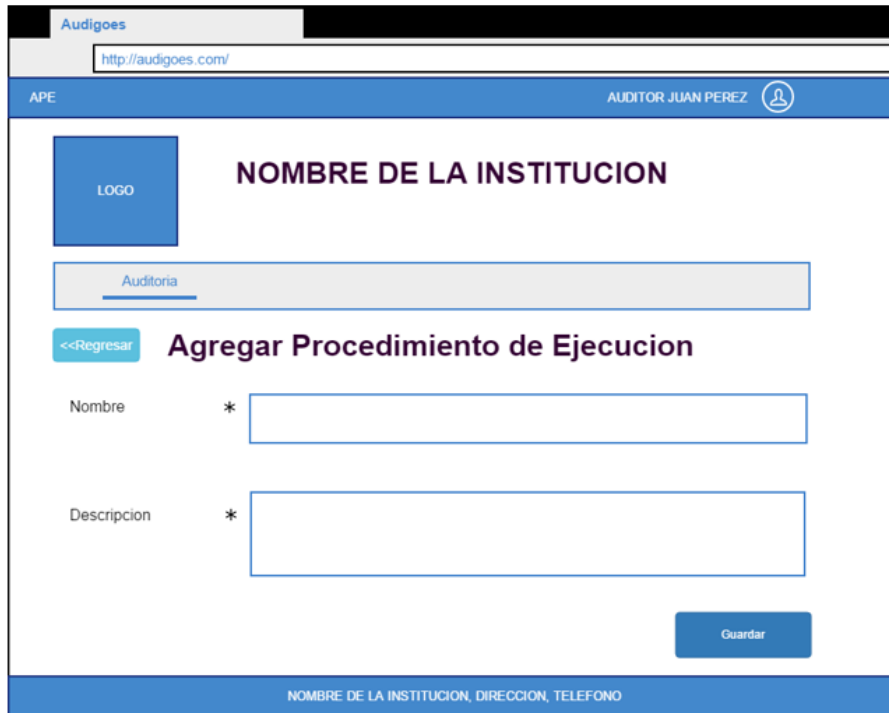 Audigoes
http://audigoes.com/
APE
AUDITOR JUAN PEREZ
LOGO
NOMBRE DE LA INSTITUCION
Auditoria
<<Regresar
Agregar Procedimiento de Ejecucion
Nombre *
Descripcion *
Guardar
NOMBRE DE LA INSTITUCION, DIRECCION, TELEFONO